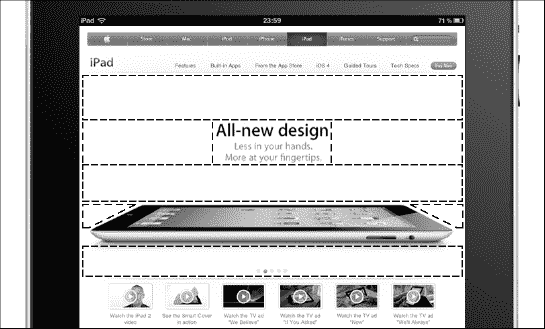 iPad 23:59 71 %
Store Mac iPod iPhone iPad iTunes Support
iPad Features Built-in Apps From the App Store iOS 4 Guided Tours Tech Specs Buy Now
All-new design
Less in your hands.
More at your fingertips.
Watch the iPad 2 video
See the Smart Cover in action
Watch the TV ad "We Believe"
Watch the TV ad "If You Asked"
Watch the TV ad "Now"
Watch the TV ad "We'll Always"